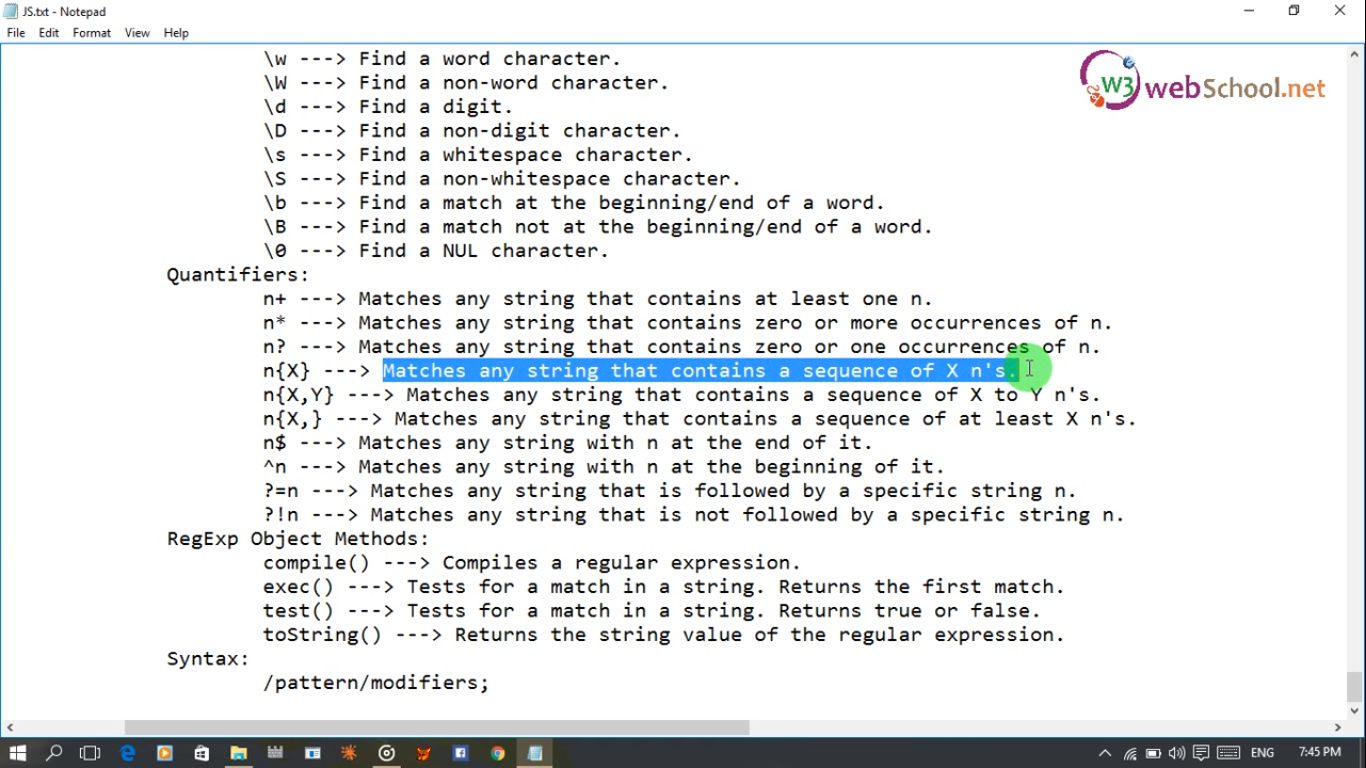 JS.txt - Notepad
File Edit Format View Help
\w ---> Find a word character.
\W ---> Find a non-word character.
\d ---> Find a digit.
\D ---> Find a non-digit character.
\s ---> Find a whitespace character.
\S ---> Find a non-whitespace character.
\b ---> Find a match at the beginning/end of a word.
\B ---> Find a match not at the beginning/end of a word.
\0 ---> Find a NUL character.
W3 webSchool.net
Quantifiers:
n+ ---> Matches any string that contains at least one n.
n* ---> Matches any string that contains zero or more occurrences of n.
n? ---> Matches any string that contains zero or one occurrences of n.
n{X} ---> Matches any string that contains a sequence of X n's.
n{X,Y} ---> Matches any string that contains a sequence of X to Y n's.
n{X,} ---> Matches any string that contains a sequence of at least X n's.
n$ ---> Matches any string with n at the end of it.
^n ---> Matches any string with n at the beginning of it.
?=n ---> Matches any string that is followed by a specific string n.
?!n ---> Matches any string that is not followed by a specific string n.
RegExp Object Methods:
compile() ---> Compiles a regular expression.
exec() ---> Tests for a match in a string. Returns the first match.
test() ---> Tests for a match in a string. Returns true or false.
toString() ---> Returns the string value of the regular expression.
Syntax:
/pattern/modifiers;
ENG 7:45 PM